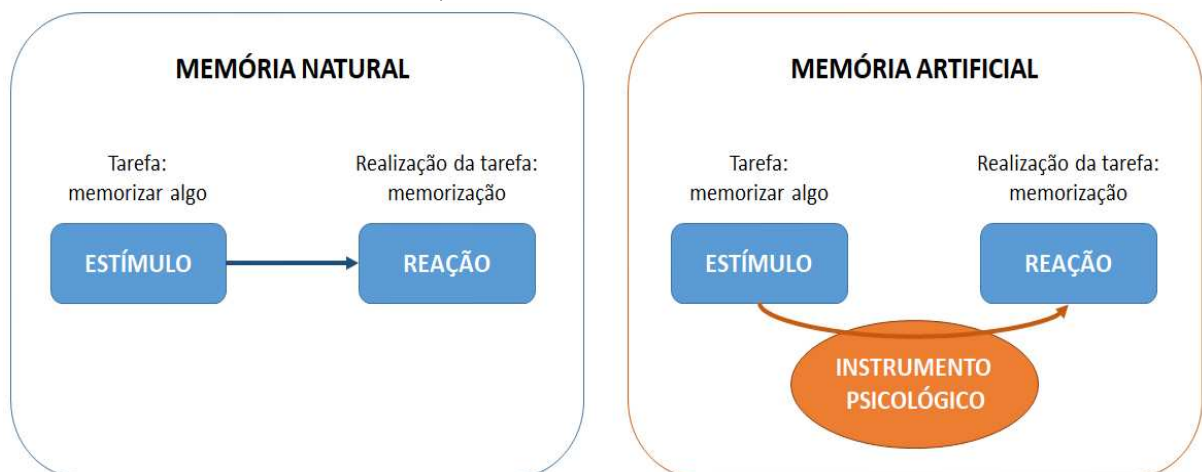 MEMÓRIA NATURAL
Tarefa:
memorizar algo
Realização da tarefa:
memorização
ESTÍMULO
REAÇÃO
MEMÓRIA ARTIFICIAL
Tarefa:
memorizar algo
Realização da tarefa:
memorização
ESTÍMULO
REAÇÃO
INSTRUMENTO
PSICOLÓGICO